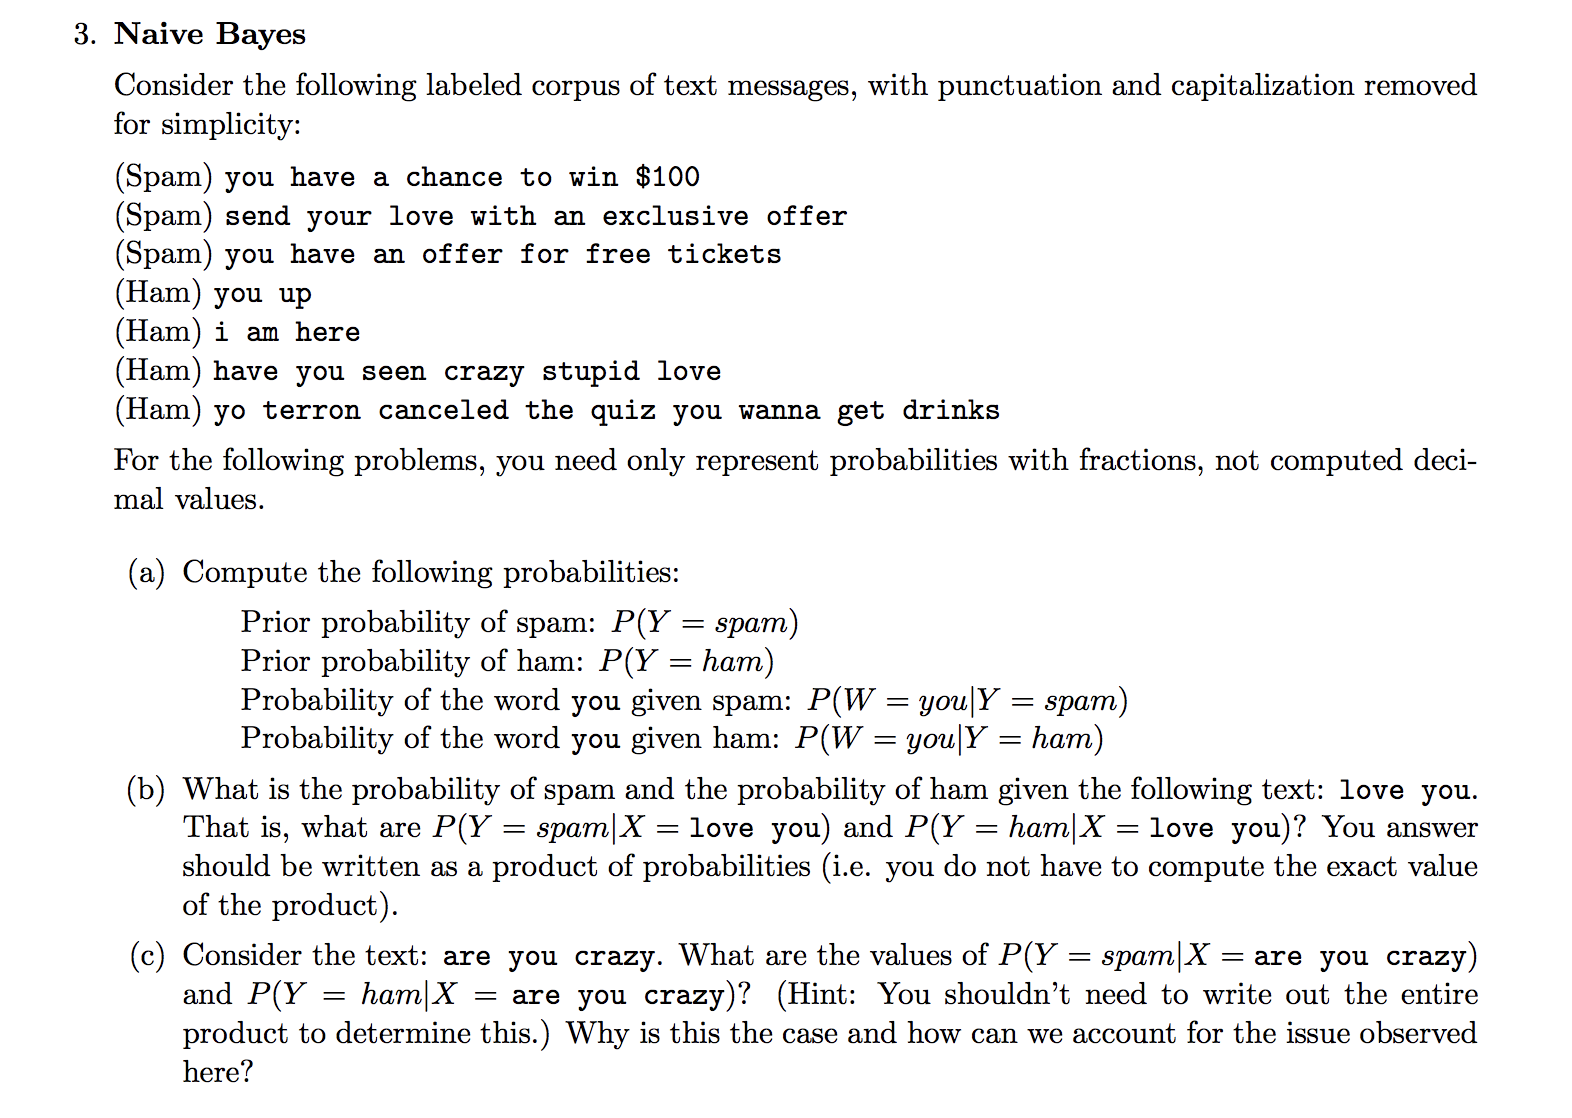 3. Naive Bayes
Consider the following labeled corpus of text messages, with punctuation and capitalization removed
for simplicity:
(Spam) you have a chance to win $100
(Spam) send your love with an exclusive offer
(Spam) you have an offer for free tickets
(Ham) you up
(Ham) i am here
(Ham) have you seen crazy stupid love
(Ham) yo terron canceled the quiz you wanna get drinks
For the following problems, you need only represent probabilities with fractions, not computed deci-
mal values.
(a) Compute the following probabilities:
Prior probability of spam: P(Y = spam)
Prior probability of ham: P(Y = ham)
Probability of the word you given spam: P(W = you|Y = spam)
Probability of the word you given ham: P(W = you|Y = ham)
(b) What is the probability of spam and the probability of ham given the following text: love you.
That is, what are P(Y = spam|X = love you) and P(Y = ham|X = love you)? You answer
should be written as a product of probabilities (i.e. you do not have to compute the exact value
of the product).
(c) Consider the text: are you crazy. What are the values of P(Y = spam|X = are you crazy)
and P(Y = ham|X = are you crazy)? (Hint: You shouldn't need to write out the entire
product to determine this.) Why is this the case and how can we account for the issue observed
here?